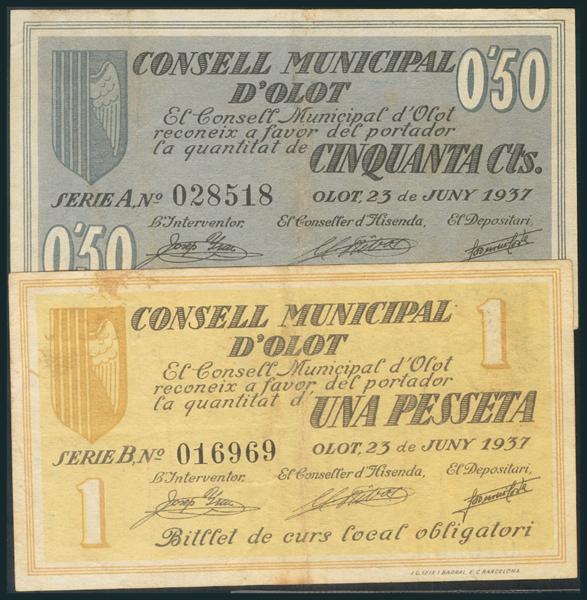 CONSELL MUNICIPAL D'OLOT
0'50
El Consell Municipal d'Olot
reconeix a favor del portador
la quantitat de CINQUANTA Cts.
SERIE A, Nº 028518 OLOT, 23 de JUNY 1937
L'Interventor, El Conseller d'Hisenda, El Depositari,
0'50
CONSELL MUNICIPAL D'OLOT
1
El Consell Municipal d'Olot
reconeix a favor del portador
la quantitat d' UNA PESSETA
SERIE B, Nº 016969 OLOT, 23 de JUNY 1937
L'Interventor, El Conseller d'Hisenda, El Depositari,
1
Bitllet de curs local obligatori
I.G. SEIX I BARRAL, E.C. BARCELONA